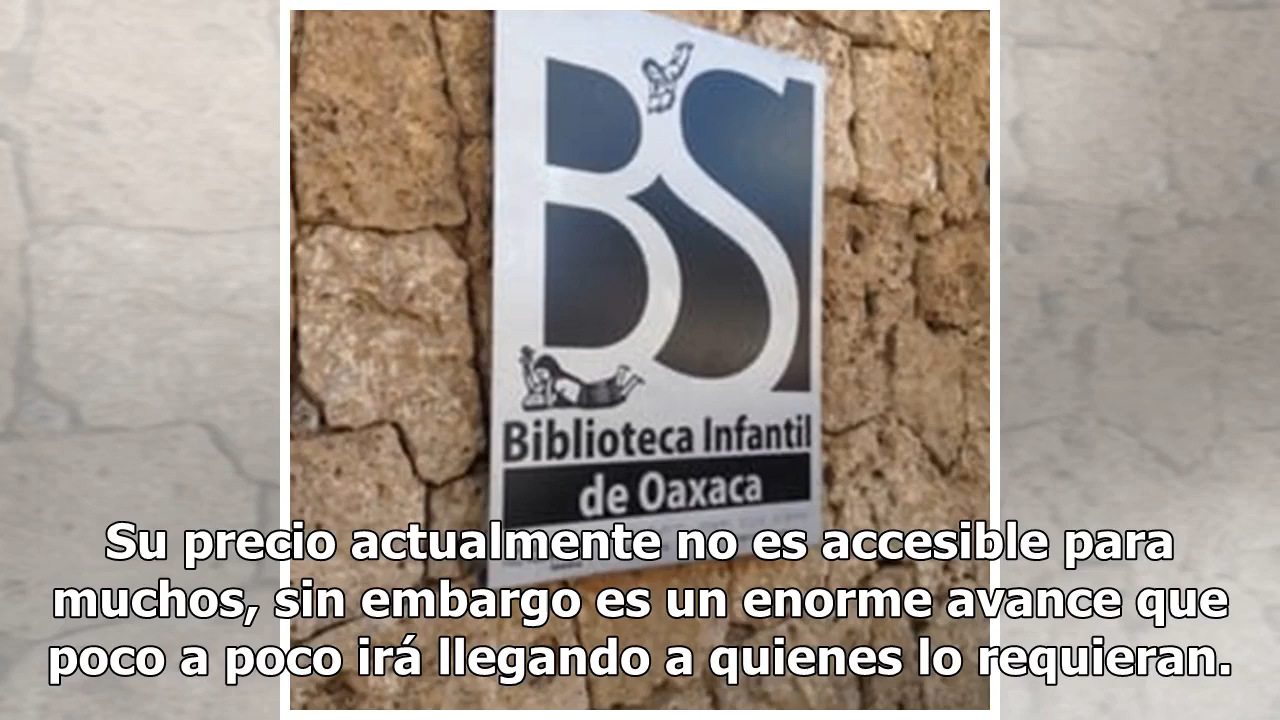 BS
Biblioteca Infantil
de Oaxaca
Su precio actualmente no es accesible para
muchos, sin embargo es un enorme avance que
poco a poco irá llegando a quienes lo requieran.